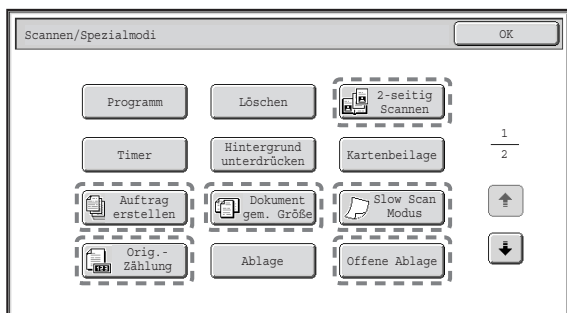 Scannen/Spezialmodi
OK
Programm
Löschen
2-seitig
Scannen
Timer
Hintergrund
unterdrücken
Kartenbeilage
1
2
Auftrag
erstellen
Dokument
gem. Größe
Slow Scan
Modus
Orig.-
Zählung
Ablage
Offene Ablage